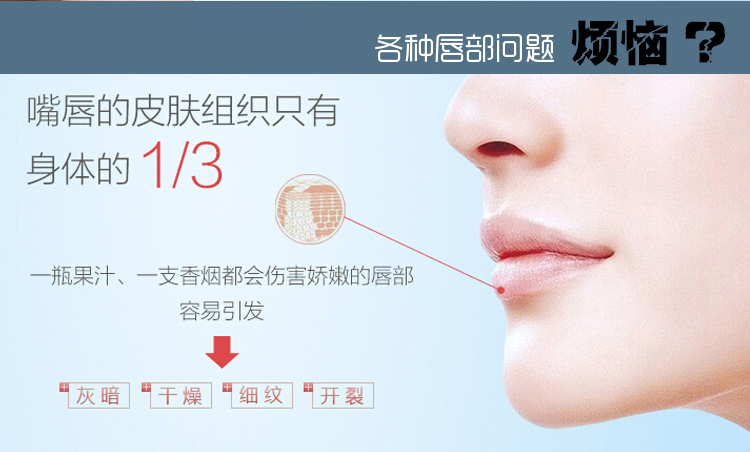 各种唇部问题 烦恼？
嘴唇的皮肤组织只有
身体的 1/3
一瓶果汁、一支香烟都会伤害娇嫩的唇部
容易引发
灰暗 干燥 细纹 开裂